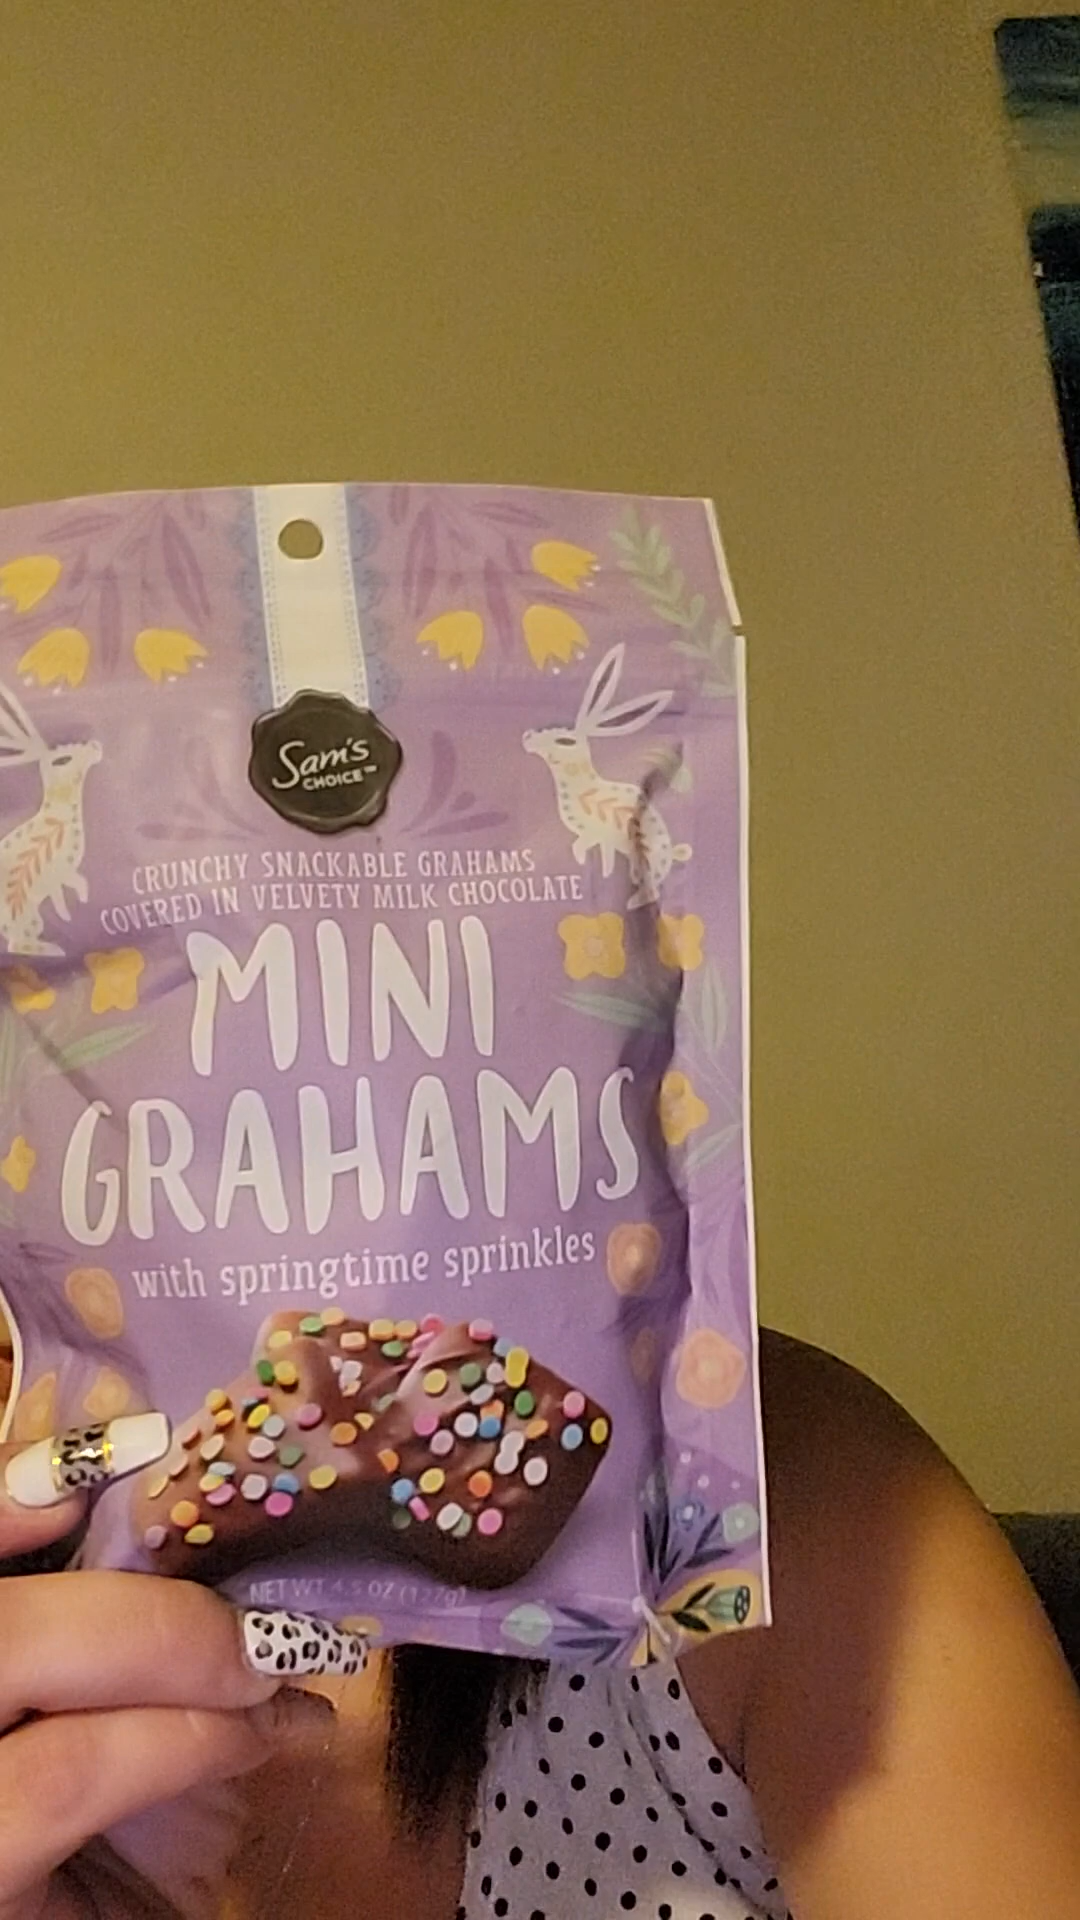 Sam's
CHOICE™
CRUNCHY SNACKABLE GRAHAMS
COVERED IN VELVETY MILK CHOCOLATE
MINI
GRAHAMS
with springtime sprinkles
NET WT 4.5 OZ (127g)